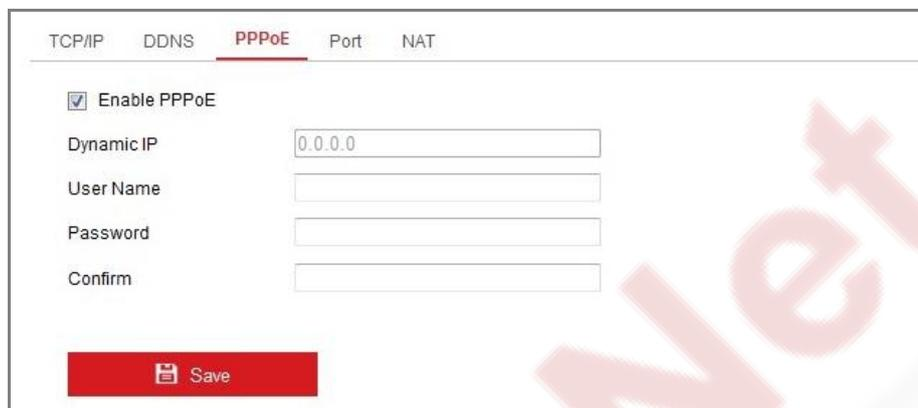 TCP/IP DDNS PPPoE Port NAT
Enable PPPoE
Dynamic IP 0.0.0.0
User Name
Password
Confirm
Save
Net